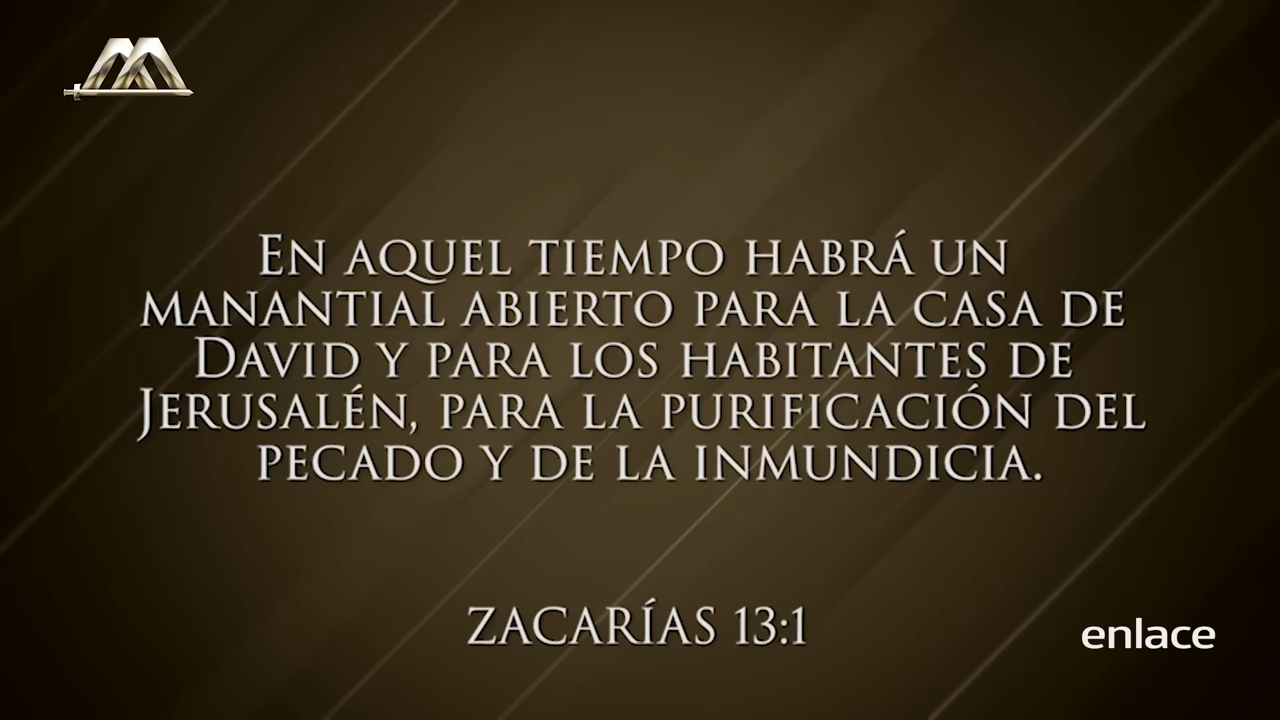 En aquel tiempo habrá un
manantial abierto para la casa de
David y para los habitantes de
Jerusalén, para la purificación del
pecado y de la inmundicia.
Zacarías 13:1
enlace